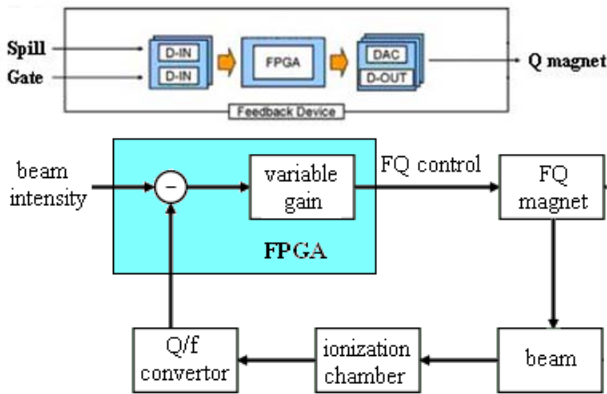 Spill
Gate
D-IN
D-IN
FPGA
DAC
D-OUT
Q magnet
Feedback Device
beam
intensity
−
variable
gain
FPGA
FQ control
FQ
magnet
Q/f
convertor
ionization
chamber
beam